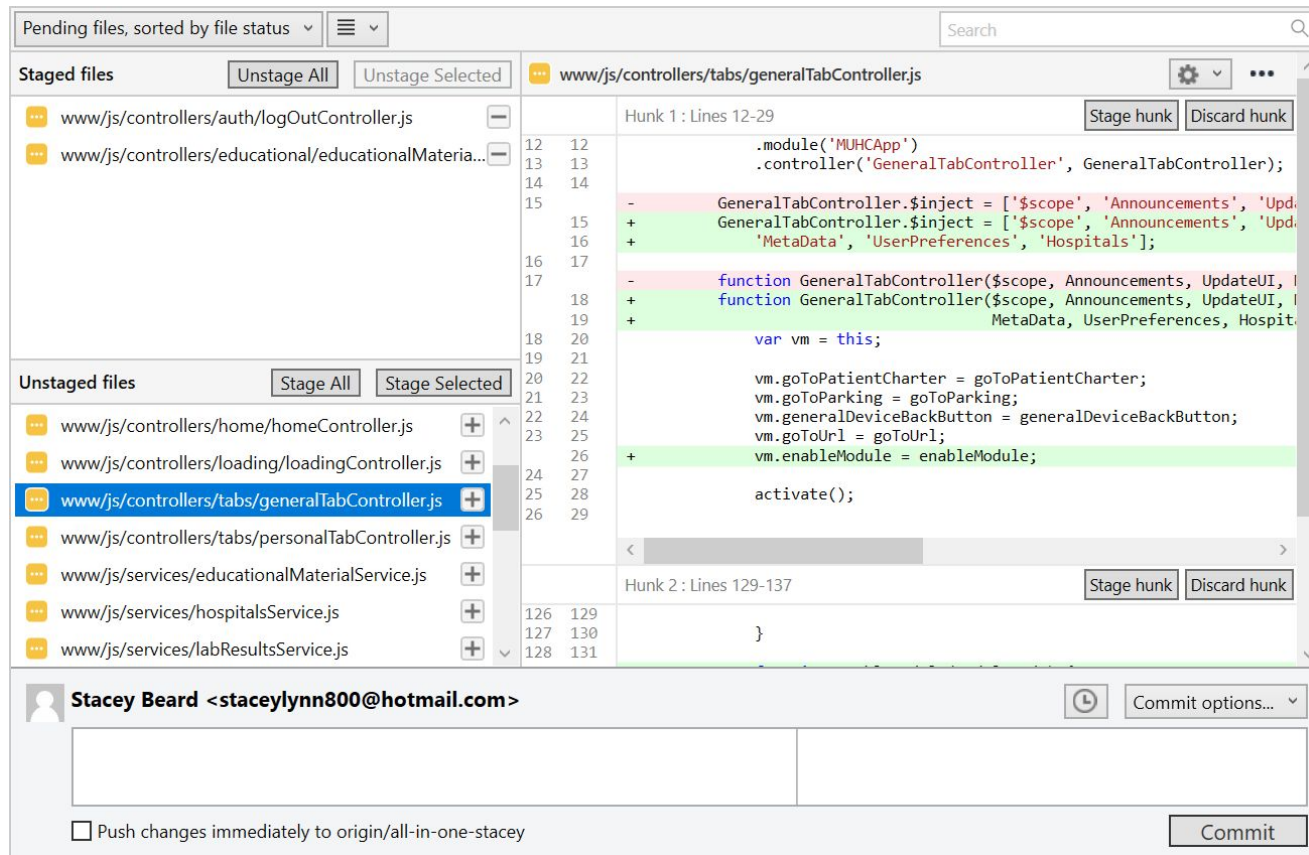 Pending files, sorted by file status
Search
Staged files Unstage All Unstage Selected
www/js/controllers/auth/logOutController.js
www/js/controllers/educational/educationalMateria...
Unstaged files Stage All Stage Selected
www/js/controllers/home/homeController.js
www/js/controllers/loading/loadingController.js
www/js/controllers/tabs/generalTabController.js
www/js/controllers/tabs/personalTabController.js
www/js/services/educationalMaterialService.js
www/js/services/hospitalsService.js
www/js/services/labResultsService.js
www/js/controllers/tabs/generalTabController.js
Hunk 1 : Lines 12-29 Stage hunk Discard hunk
12 12 .module('MUHCApp')
13 13 .controller('GeneralTabController', GeneralTabController);
14 14
15 - GeneralTabController.$inject = ['$scope', 'Announcements', 'Upd
15 + GeneralTabController.$inject = ['$scope', 'Announcements', 'Upd
16 + 'MetaData', 'UserPreferences', 'Hospitals'];
16 17
17 - function GeneralTabController($scope, Announcements, UpdateUI,
18 + function GeneralTabController($scope, Announcements, UpdateUI,
19 + MetaData, UserPreferences, Hospit
18 20 var vm = this;
19 21
20 22 vm.goToPatientCharter = goToPatientCharter;
21 23 vm.goToParking = goToParking;
22 24 vm.generalDeviceBackButton = generalDeviceBackButton;
23 25 vm.goToUrl = goToUrl;
26 + vm.enableModule = enableModule;
24 27
25 28 activate();
26 29
Hunk 2 : Lines 129-137 Stage hunk Discard hunk
126 129
127 130 }
128 131
Stacey Beard <staceylynn800@hotmail.com>
Commit options...
Push changes immediately to origin/all-in-one-stacey
Commit